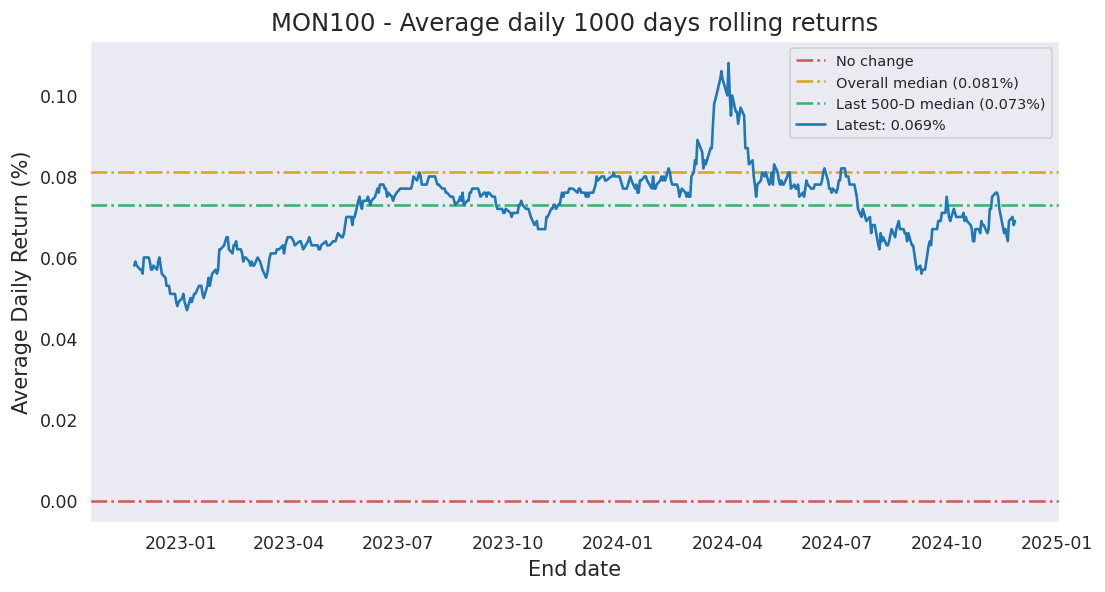 MON100 - Average daily 1000 days rolling returns
No change
Overall median (0.081%)
Last 500-D median (0.073%)
Latest: 0.069%
Average Daily Return (%)
0.10
0.08
0.06
0.04
0.02
0.00
2023-01 2023-04 2023-07 2023-10 2024-01 2024-04 2024-07 2024-10 2025-01
End date